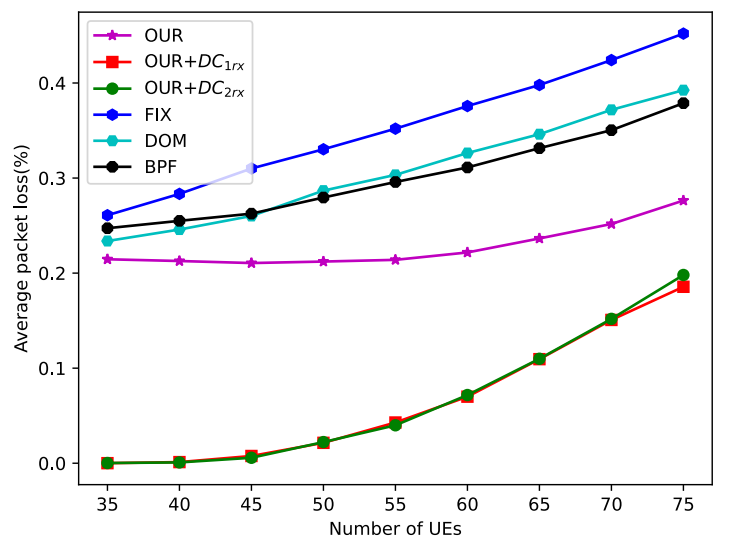 OUR
OUR+DC1rx
OUR+DC2rx
FIX
DOM
BPF
Average packet loss(%)
0.4
0.3
0.2
0.1
0.0
35 40 45 50 55 60 65 70 75
Number of UEs